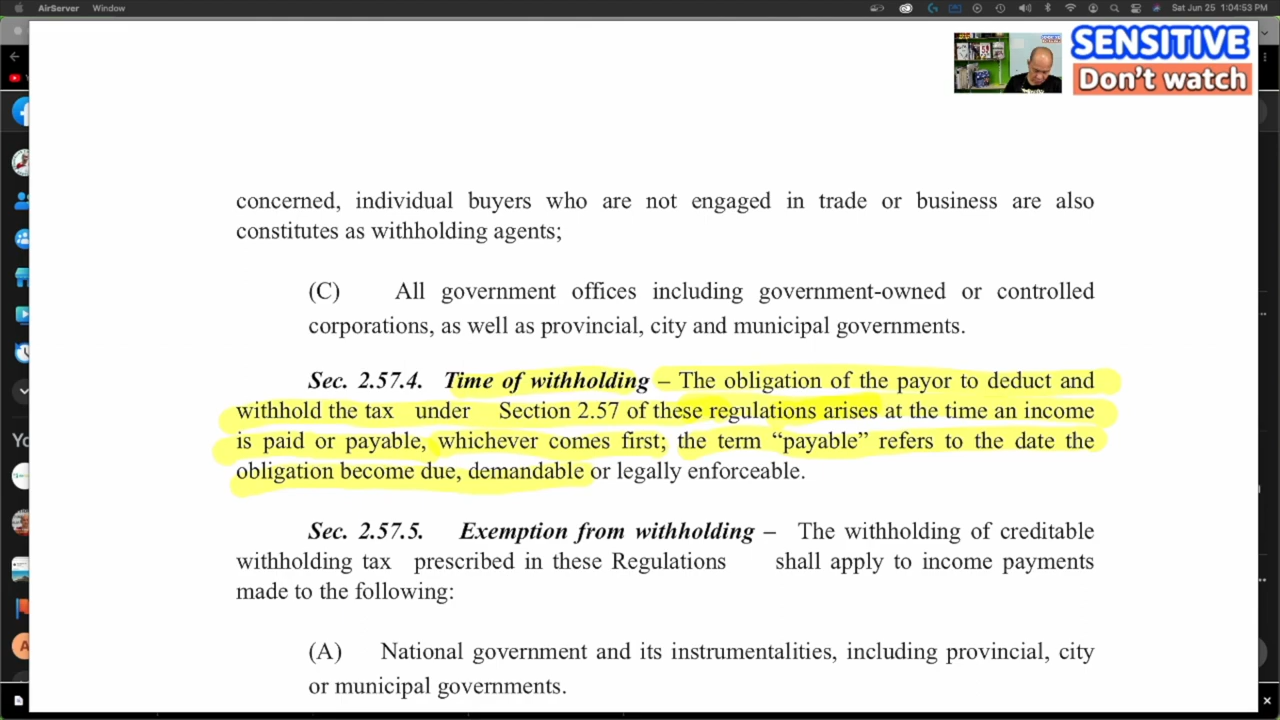 AirServer Window
Sat Jun 25 1:04:53 PM
SENSITIVE
Don't watch
concerned, individual buyers who are not engaged in trade or business are also
constitutes as withholding agents;
(C) All government offices including government-owned or controlled
corporations, as well as provincial, city and municipal governments.
Sec. 2.57.4. Time of withholding – The obligation of the payor to deduct and
withhold the tax under Section 2.57 of these regulations arises at the time an income
is paid or payable, whichever comes first; the term “payable” refers to the date the
obligation become due, demandable or legally enforceable.
Sec. 2.57.5. Exemption from withholding – The withholding of creditable
withholding tax prescribed in these Regulations shall apply to income payments
made to the following:
(A) National government and its instrumentalities, including provincial, city
or municipal governments.